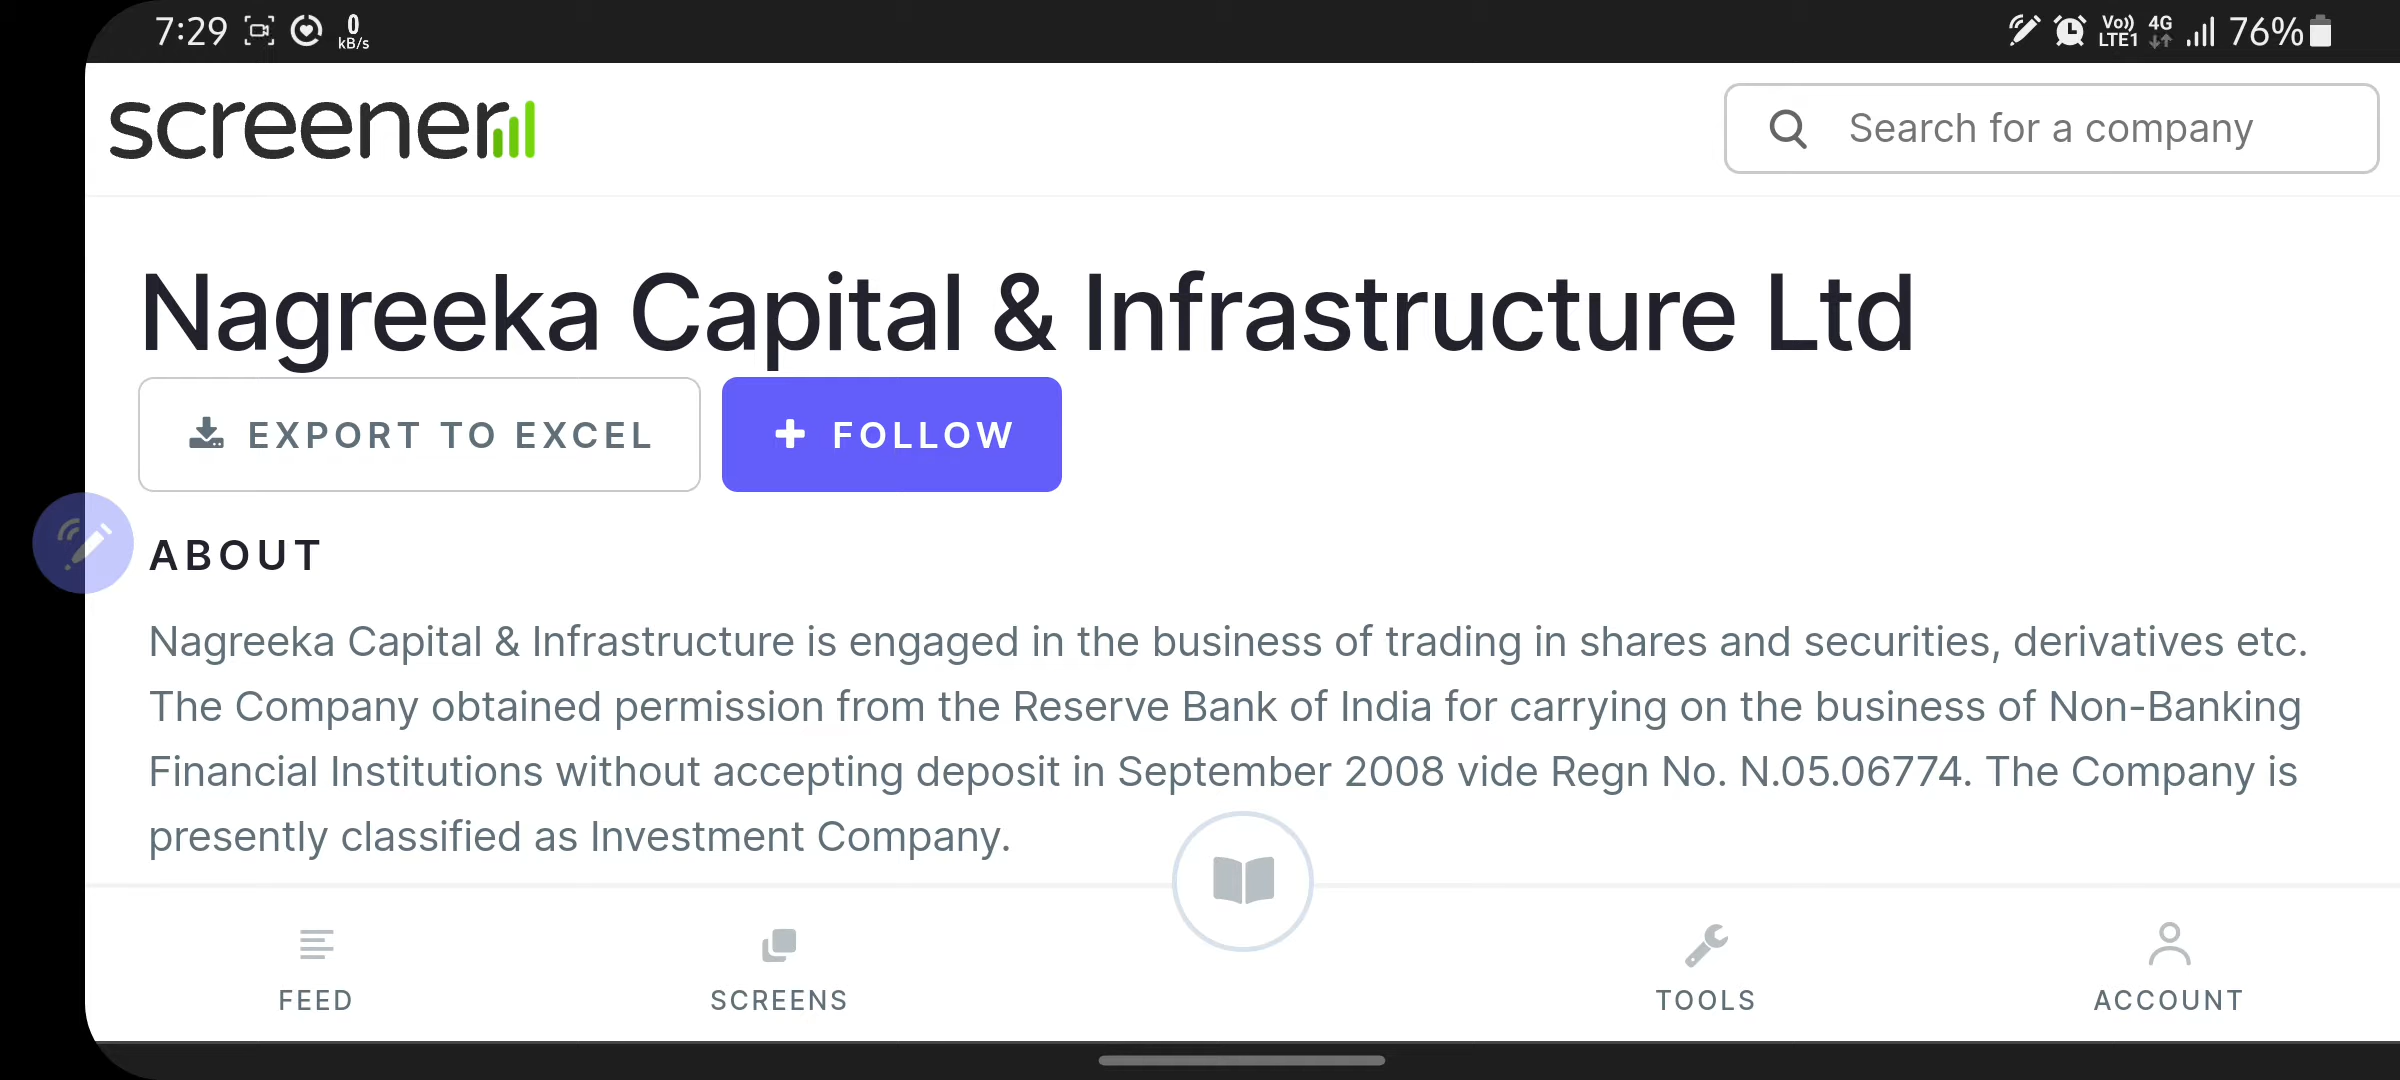 7:29 0 kB/s Vo)) LTE1 4G 76%
screener
Search for a company
Nagreeka Capital & Infrastructure Ltd
EXPORT TO EXCEL
FOLLOW
ABOUT
Nagreeka Capital & Infrastructure is engaged in the business of trading in shares and securities, derivatives etc.
The Company obtained permission from the Reserve Bank of India for carrying on the business of Non-Banking
Financial Institutions without accepting deposit in September 2008 vide Regn No. N.05.06774. The Company is
presently classified as Investment Company.
FEED
SCREENS
TOOLS
ACCOUNT